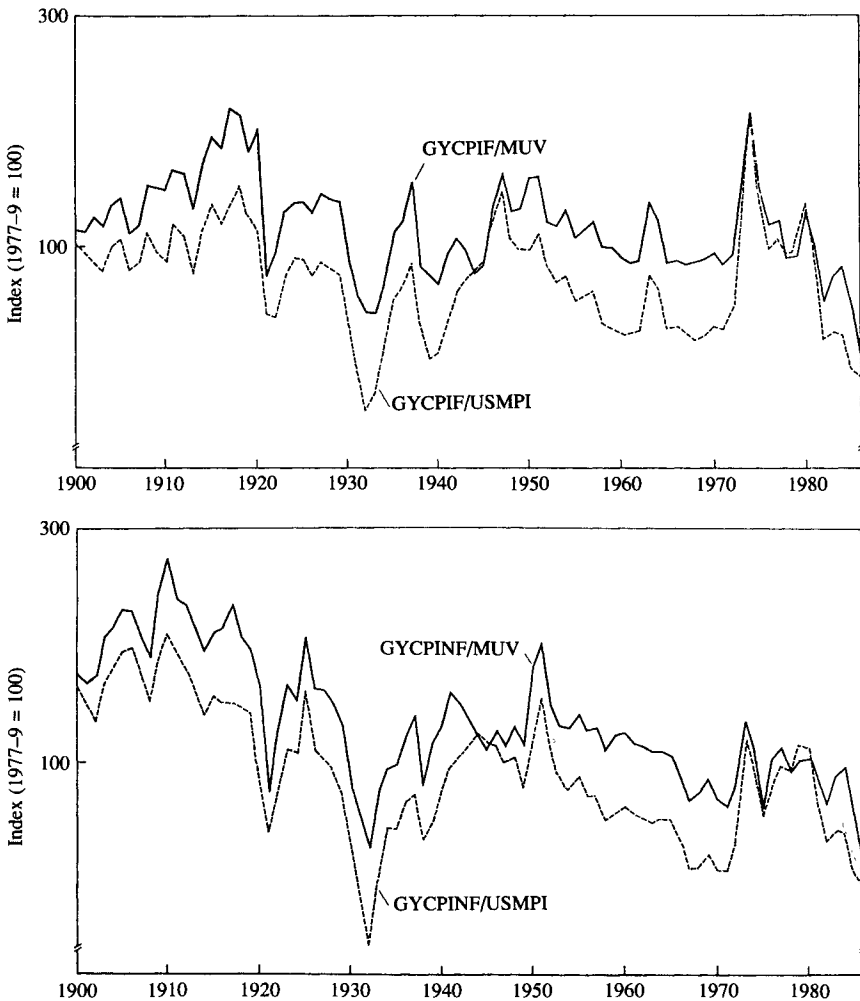 300
GYCPIF/MUV
100
Index (1977–9 = 100)
GYCPIF/USMPI
1900 1910 1920 1930 1940 1950 1960 1970 1980
300
GYCPINF/MUV
100
Index (1977–9 = 100)
GYCPINF/USMPI
1900 1910 1920 1930 1940 1950 1960 1970 1980